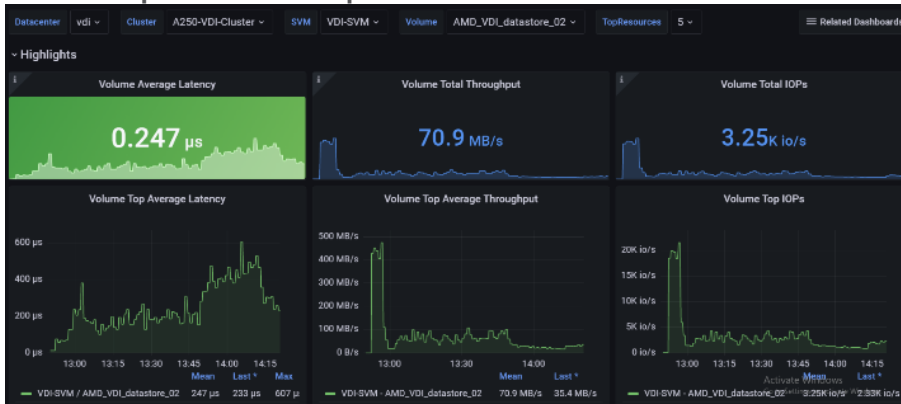 Datacenter vdi Cluster A250-VDI-Cluster SVM VDI-SVM Volume AMD_VDI_datastore_02 TopResources 5 Related Dashboards
Highlights
Volume Average Latency Volume Total Throughput Volume Total IOPs
0.247 µs 70.9 MB/s 3.25K io/s
Volume Top Average Latency Volume Top Average Throughput Volume Top IOPs
600 µs
400 µs
200 µs
0 µs
13:00 13:15 13:30 13:45 14:00 14:15
Mean Last * Max
VDI-SVM / AMD_VDI_datastore_02 247 µs 233 µs 607 µ
500 MB/s
400 MB/s
300 MB/s
200 MB/s
100 MB/s
0 B/s
13:00 13:30 14:00
Mean Last *
VDI-SVM - AMD_VDI_datastore_02 70.9 MB/s 35.4 MB/s
20K io/s
15K io/s
10K io/s
5K io/s
0 io/s
13:00 13:15 13:30 13:45 14:00 14:15
Activate Windows
Mean Last *
VDI-SVM - AMD_VDI_datastore_02 3.25K io/s 2.33K io/s